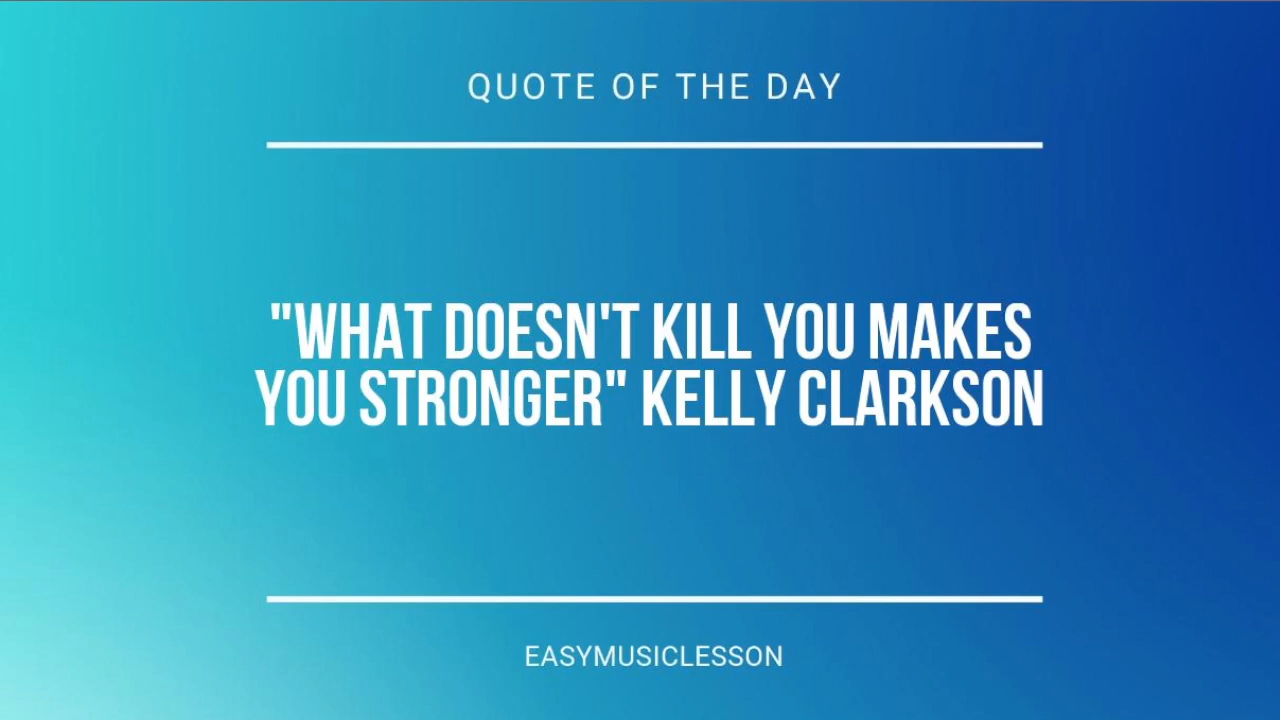 QUOTE OF THE DAY
"WHAT DOESN'T KILL YOU MAKES
YOU STRONGER" KELLY CLARKSON
EASYMUSICLESSON